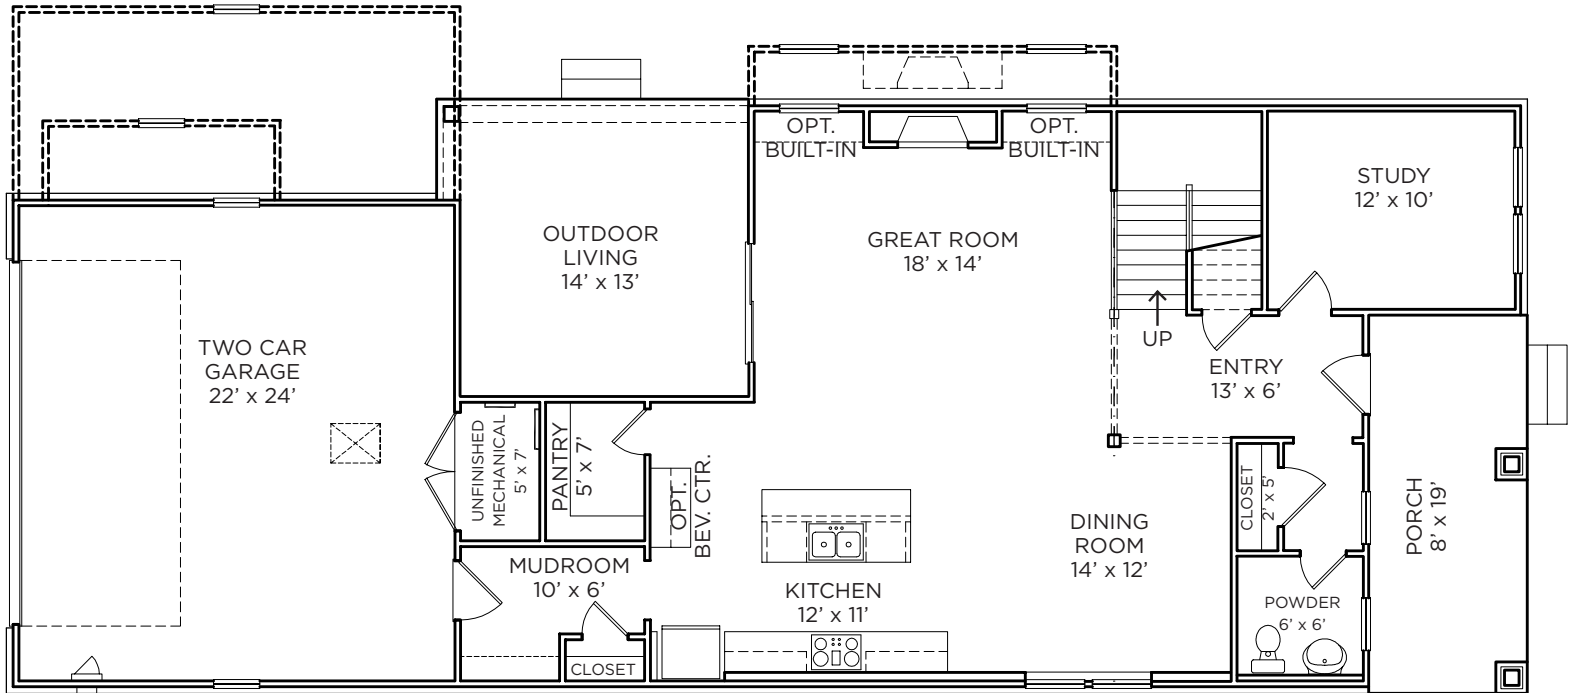 OPT.
BUILT-IN
OPT.
BUILT-IN
STUDY
12’ x 10’
OUTDOOR
LIVING
14’ x 13’
GREAT ROOM
18’ x 14’
UP
TWO CAR
GARAGE
22’ x 24’
ENTRY
13’ x 6’
UNFINISHED
MECHANICAL
5’ x 7’
PANTRY
5’ x 7’
OPT.
BEV. CTR.
CLOSET
2’ x 5’
PORCH
8’ x 19’
DINING
ROOM
14’ x 12’
MUDROOM
10’ x 6’
KITCHEN
12’ x 11’
POWDER
6’ x 6’
CLOSET